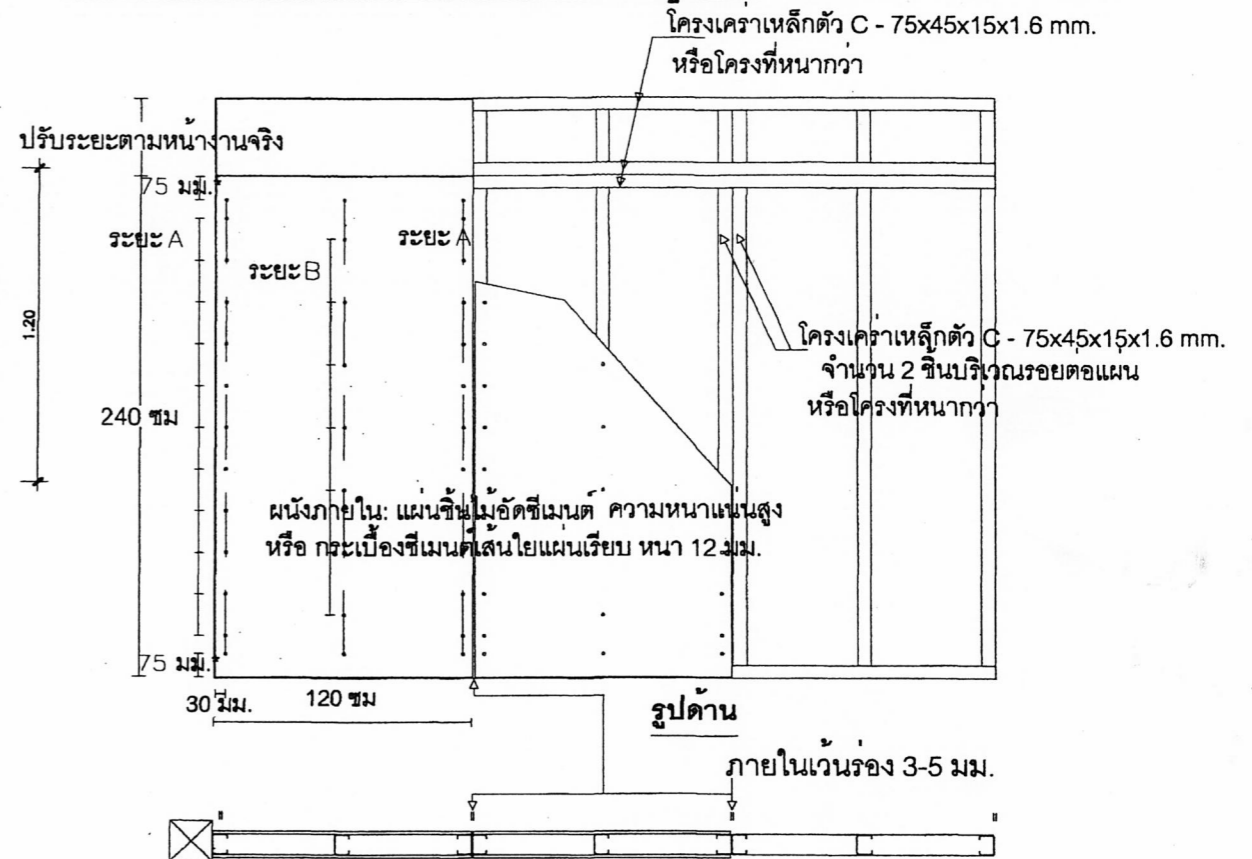 โครงเคร่าเหล็กตัว C - 75x45x15x1.6 mm.
หรือโครงที่หนากว่า
ปรับระยะตามหน้างานจริง
75 มม.
ระยะ A
ระยะ A
ระยะ B
1.20
โครงเคร่าเหล็กตัว C - 75x45x15x1.6 mm.
จำนวน 2 ชิ้นบริเวณรอยต่อแผ่น
หรือโครงที่หนากว่า
240 ซม
ผนังภายใน: แผ่นชิ้นไม้อัดซีเมนต์ ความหนาแน่นสูง
หรือ กระเบื้องซีเมนต์เส้นใยแผ่นเรียบ หนา 12 มม.
75 มม.
30 มม.
120 ซม
รูปด้าน
ภายในเว้นร่อง 3-5 มม.